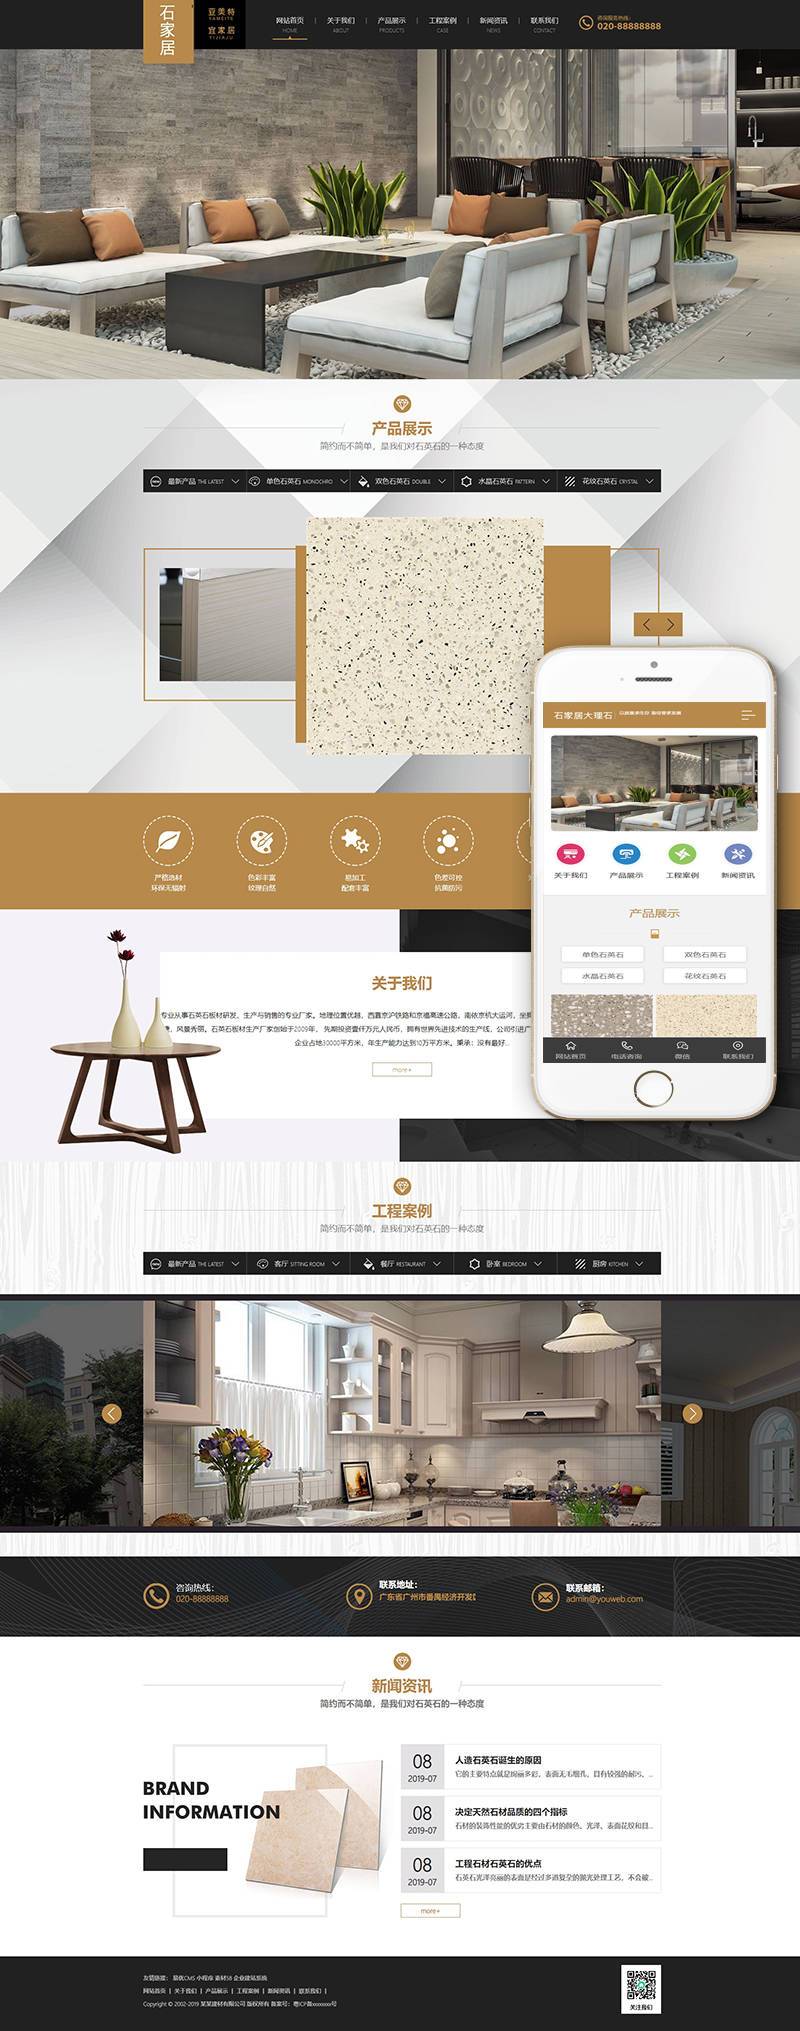 石家居
亚美特
YAMEITE
宜家居
YIJIAJU
网站首页 | 关于我们 | 产品展示 | 工程案例 | 新闻资讯 | 联系我们
HOME ABOUT PRODUCTS CASE NEWS CONTACT
咨询服务热线:
020-88888888
产品展示
简约而不简单，是我们对石英石的一种态度
最新产品 THE LATEST 单色石英石 MONOCHRO 双色石英石 DOUBLE 水晶石英石 PATTERN 花纹石英石 CRYSTAL
严格选材 色彩丰富 易加工 色差可控
环保无辐射 纹理自然 配套丰富 抗菌防污
石家居大理石
关于我们 产品展示 工程案例 新闻资讯
产品展示
单色石英石 双色石英石
水晶石英石 花纹石英石
网站首页 电话咨询 微信 联系我们
关于我们
专业从事石英石板材研发、生产与销售的专业厂家。地理位置优越，西靠京沪铁路和京福高速公路，南依京杭大运河，坐
，风景秀丽。石英石板材生产厂家创始于2009年，先期投资壹仟万元人民币，拥有世界先进技术的生产线，公司引进
企业占地30000平方米，年生产能力达到10万平方米。秉承：没有最好...
more+
工程案例
简约而不简单，是我们对石英石的一种态度
最新产品 THE LATEST 客厅 SITTING ROOM 餐厅 RESTAURANT 卧室 BEDROOM 厨房 KITCHEN
咨询热线：
020-88888888
联系地址：
广东省广州市番禺经济开发
联系邮箱：
admin@youweb.com
新闻资讯
简约而不简单，是我们对石英石的一种态度
BRAND
INFORMATION
08
2019-07
人造石英石诞生的原因
它的主要特点就是绚丽多彩，表面无毛细孔，具有较强的耐污、...
08
2019-07
决定天然石材品质的四个指标
石材的装饰性能的优劣主要由石材的颜色、光泽、表面花纹和目...
08
2019-07
工程石材石英石的优点
石英石光泽亮丽的表面是经过多道复杂的抛光处理工艺，不会被...
more+
友情链接： 易优CMS 小程序 素材58 企业建站系统
网站首页 | 关于我们 | 产品展示 | 工程案例 | 新闻资讯 | 联系我们 |
Copyright © 2002-2019 某某建材有限公司 版权所有 备案号：粤ICP备xxxxxxxx号
关注我们